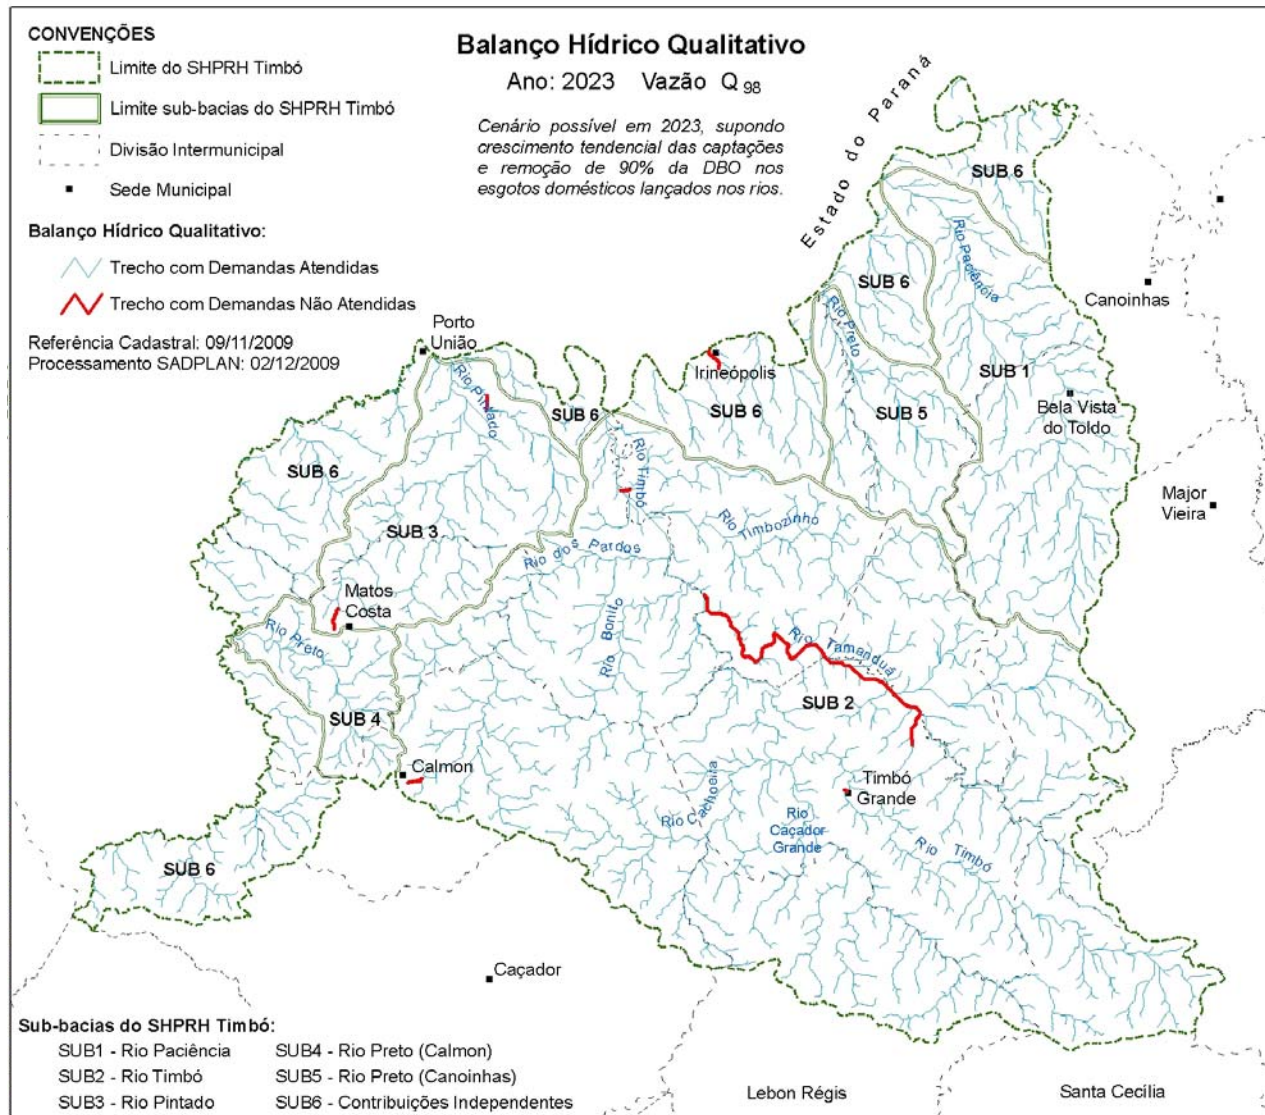 CONVENÇÕES
Limite do SHPRH Timbó
Limite sub-bacias do SHPRH Timbó
Divisão Intermunicipal
Sede Municipal
Balanço Hídrico Qualitativo:
Trecho com Demandas Atendidas
Trecho com Demandas Não Atendidas
Referência Cadastral: 09/11/2009
Processamento SADPLAN: 02/12/2009
Balanço Hídrico Qualitativo
Ano: 2023 Vazão Q 98
Cenário possível em 2023, supondo
crescimento tendencial das captações
e remoção de 90% da DBO nos
esgotos domésticos lançados nos rios.
Estado do Paraná
SUB 6
Rio Paciência
Canoinhas
SUB 6
Rio Preto
Porto
União
Irineópolis
SUB 1
Rio Pintado
SUB 6
SUB 6
SUB 5
Bela Vista
do Toldo
SUB 6
Rio Timbó
Major
Vieira
SUB 3
Rio Timbozinho
Rio dos Pardos
Matos
Costa
Rio Bonito
Rio Preto
Rio Tamanduá
SUB 4
SUB 2
Calmon
Timbó
Grande
Rio Cachoeira
Rio
Caçador
Grande
Rio Timbó
SUB 6
Caçador
Sub-bacias do SHPRH Timbó:
SUB1 - Rio Paciência
SUB2 - Rio Timbó
SUB3 - Rio Pintado
SUB4 - Rio Preto (Calmon)
SUB5 - Rio Preto (Canoinhas)
SUB6 - Contribuições Independentes
Lebon Régis
Santa Cecília